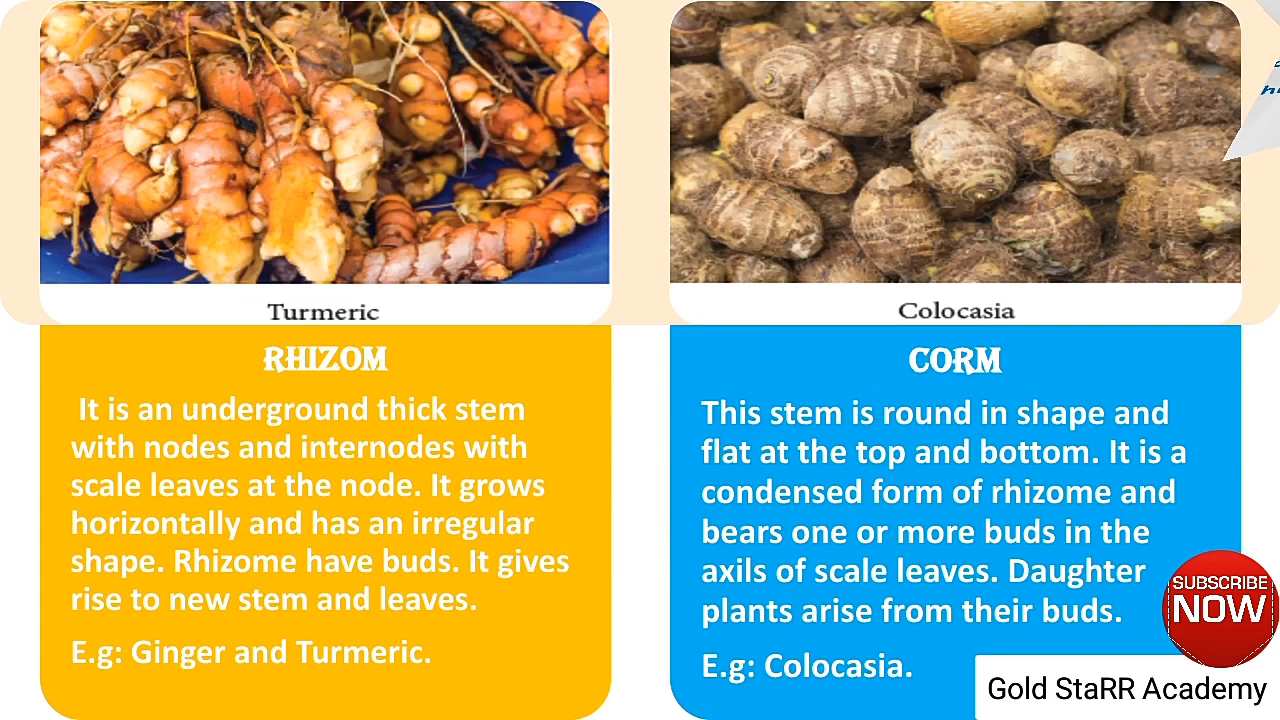 Turmeric
RHIZOM
It is an underground thick stem
with nodes and internodes with
scale leaves at the node. It grows
horizontally and has an irregular
shape. Rhizome have buds. It gives
rise to new stem and leaves.
E.g: Ginger and Turmeric.
Colocasia
CORM
This stem is round in shape and
flat at the top and bottom. It is a
condensed form of rhizome and
bears one or more buds in the
axils of scale leaves. Daughter
plants arise from their buds.
E.g: Colocasia.
SUBSCRIBE
NOW
Gold StaRR Academy